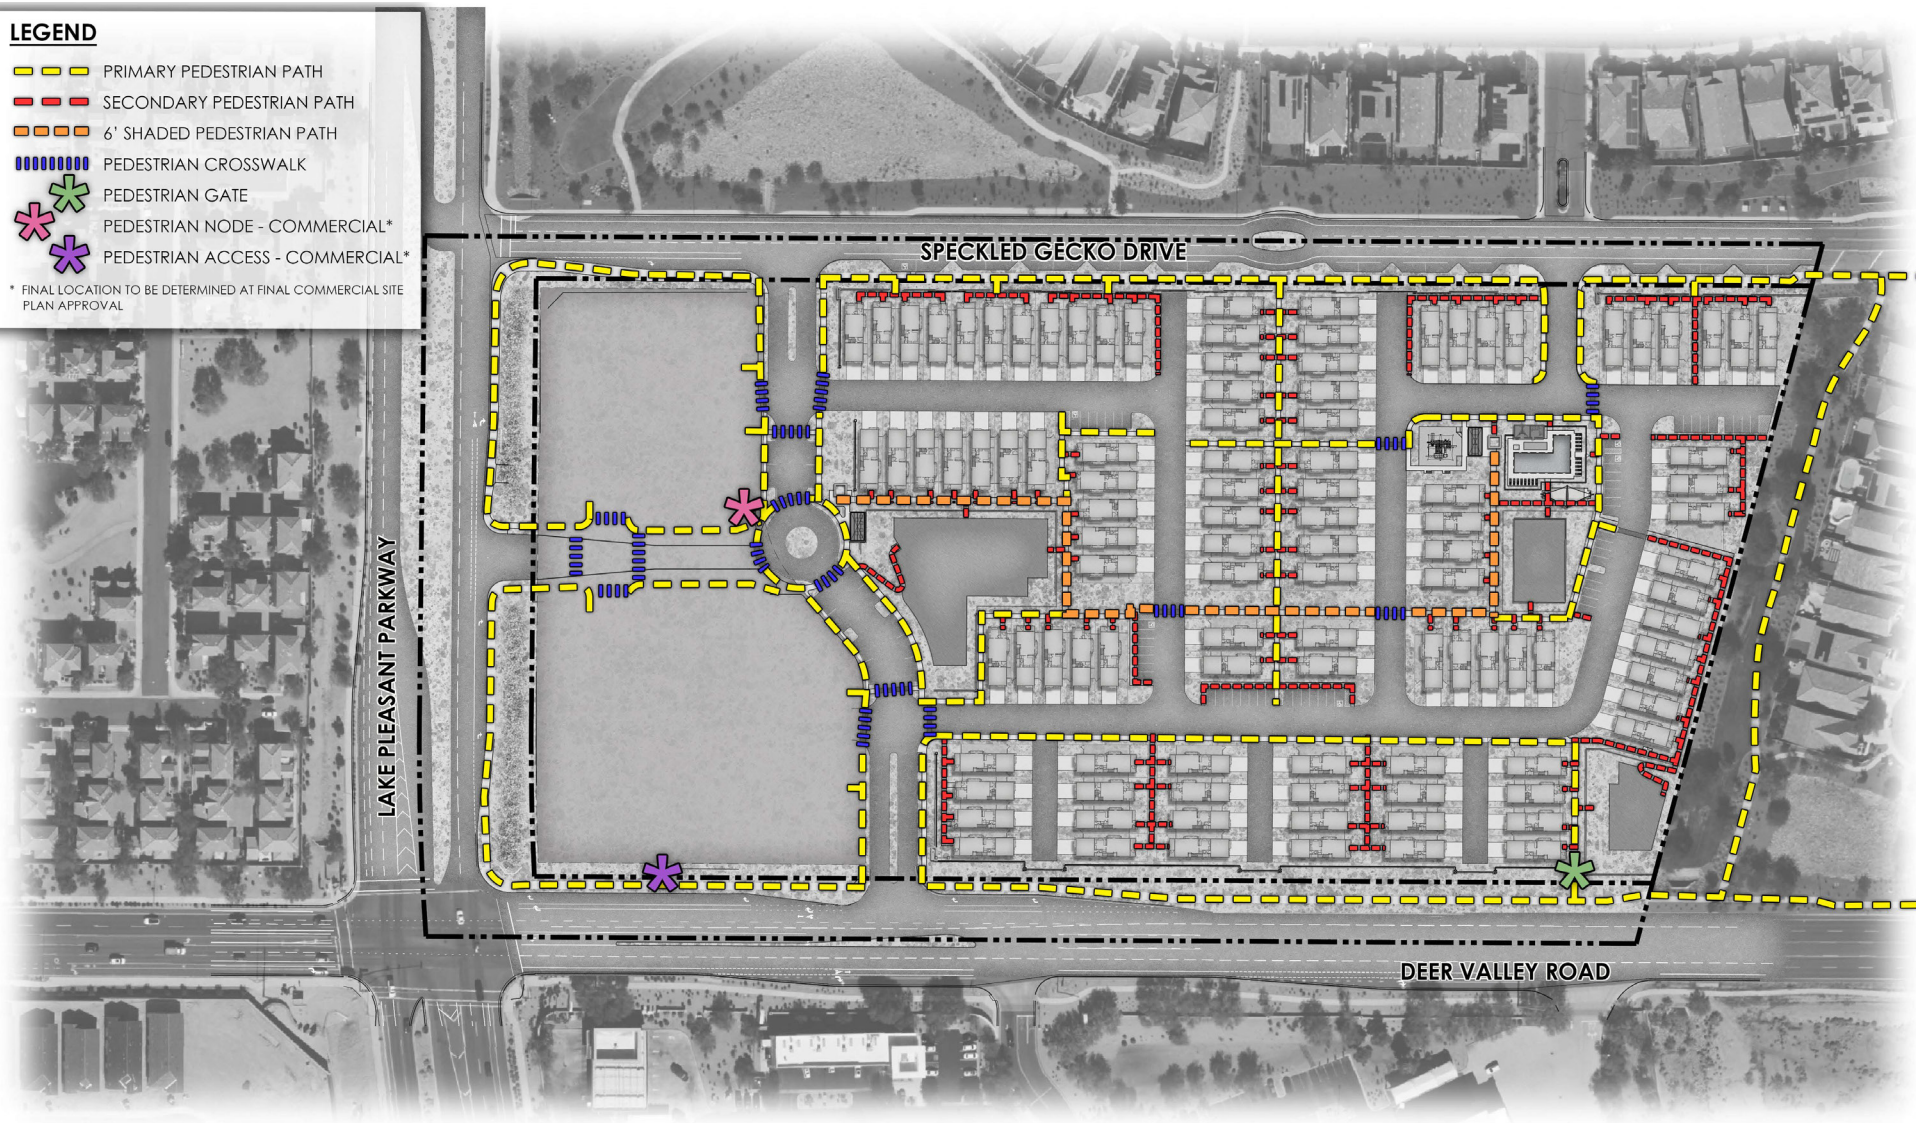 LEGEND
PRIMARY PEDESTRIAN PATH
SECONDARY PEDESTRIAN PATH
6' SHADED PEDESTRIAN PATH
PEDESTRIAN CROSSWALK
PEDESTRIAN GATE
PEDESTRIAN NODE - COMMERCIAL*
PEDESTRIAN ACCESS - COMMERCIAL*
* FINAL LOCATION TO BE DETERMINED AT FINAL COMMERCIAL SITE
PLAN APPROVAL
SPECKLED GECKO DRIVE
LAKE PLEASANT PARKWAY
DEER VALLEY ROAD